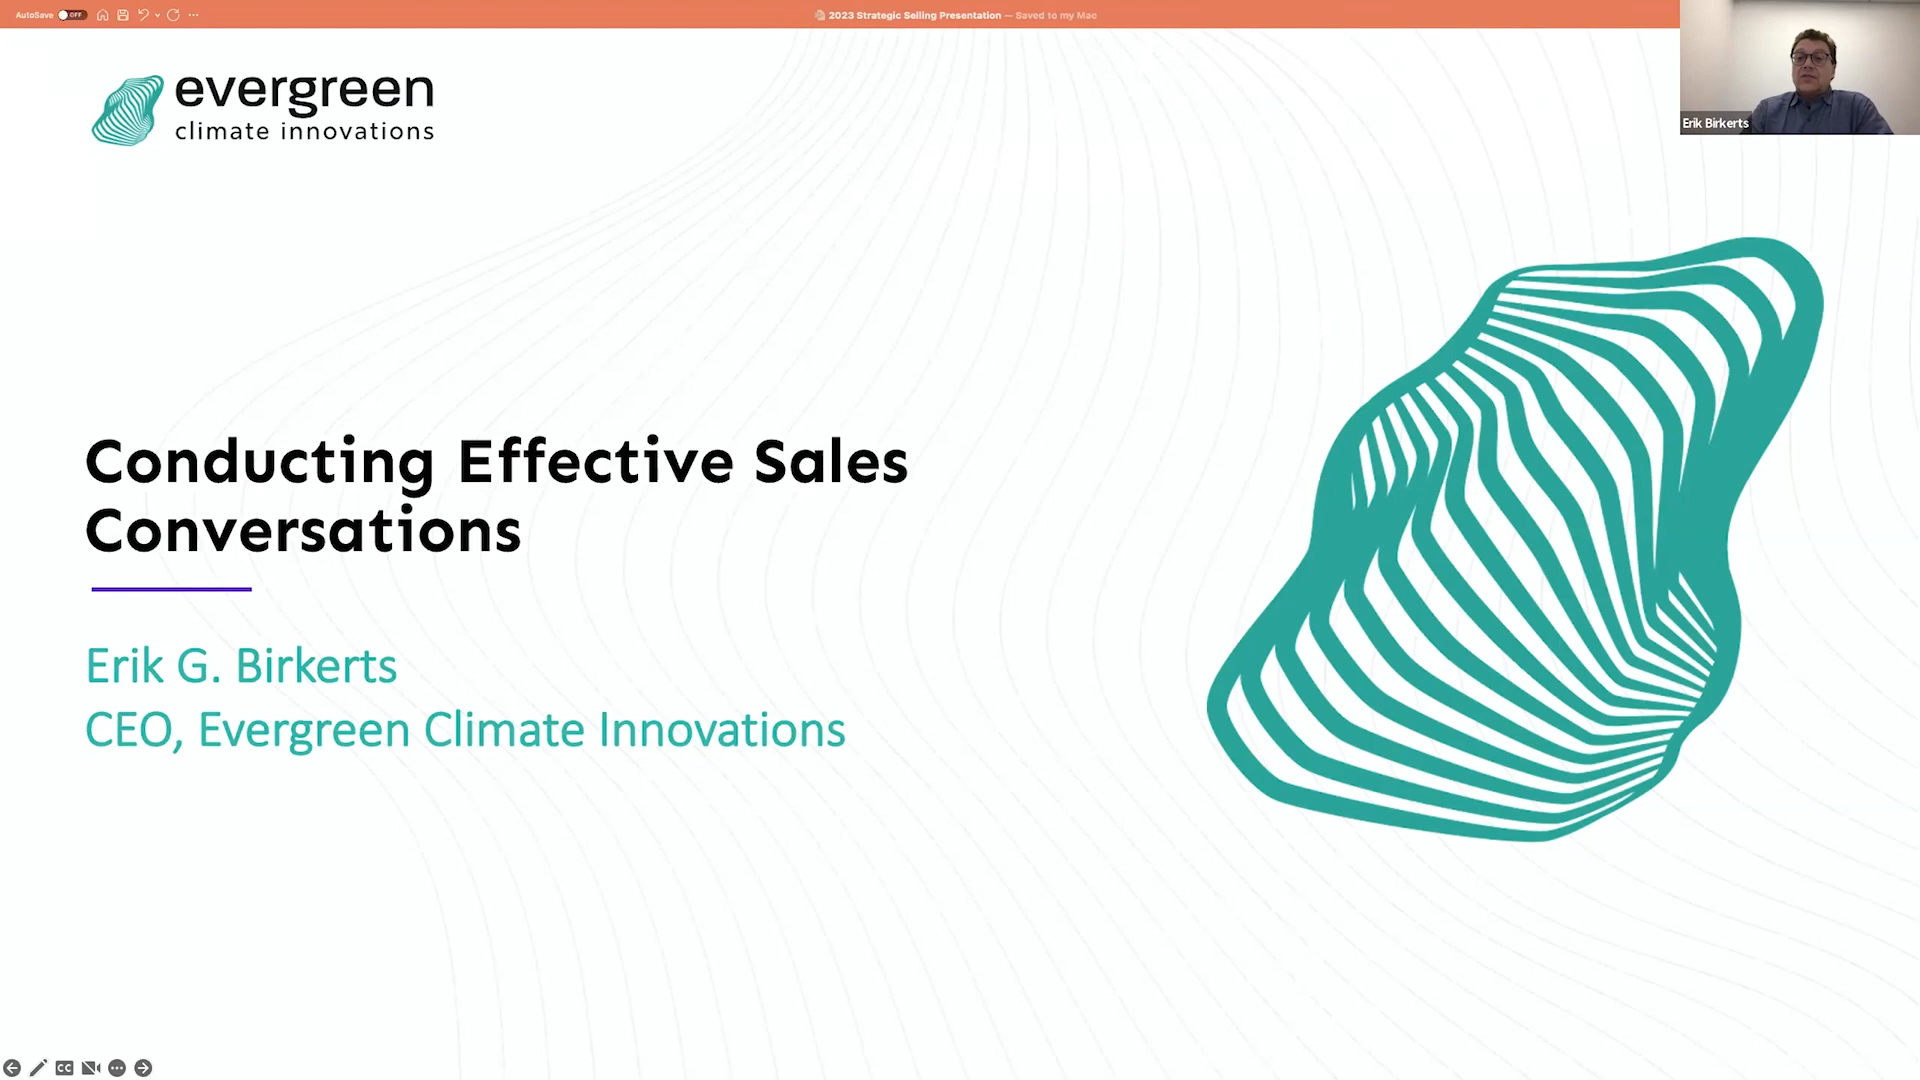 AutoSave OFF
2023 Strategic Selling Presentation — Saved to my Mac
evergreen
climate innovations
Erik Birkerts
Conducting Effective Sales
Conversations
Erik G. Birkerts
CEO, Evergreen Climate Innovations
CC